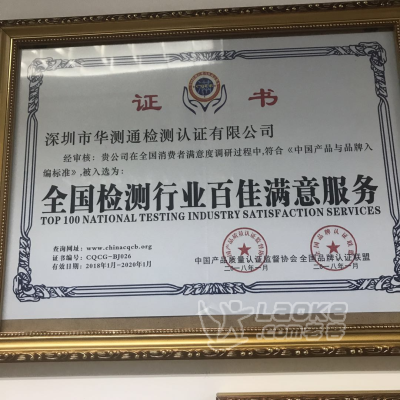 证 书
深圳市华测通检测认证有限公司
经审核：贵公司在全国消费者满意度调研过程中,符合《中国产品与品牌入
编标准》,被入选为：
全国检测行业百佳满意服务
TOP 100 NATIONAL TESTING INDUSTRY SATISFACTION SERVICES
查询网址：www.chinacqcb.org
证书编号：CQCG-BJ026
有效日期：2018年1月-2020年1月
中国产品质量认证监督协会 全国品牌认证联盟
二〇一八年一月 二〇一八年一月
LAOKE